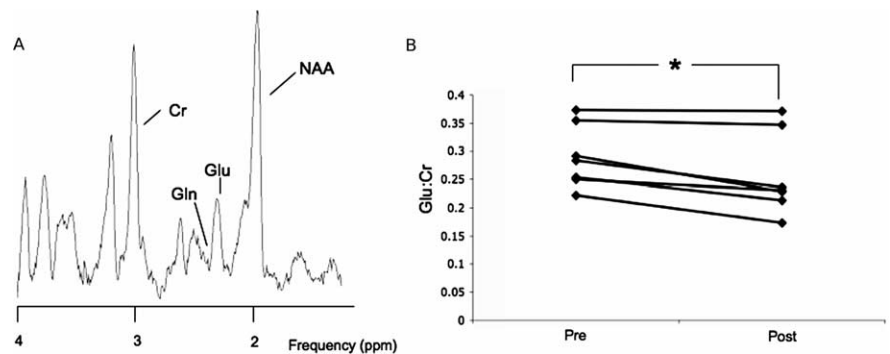 A
NAA
Cr
Glu
Gln
4
3
2
Frequency (ppm)
B
*
0.4
0.35
0.3
0.25
0.2
0.15
0.1
0.05
0
Glu:Cr
Pre
Post